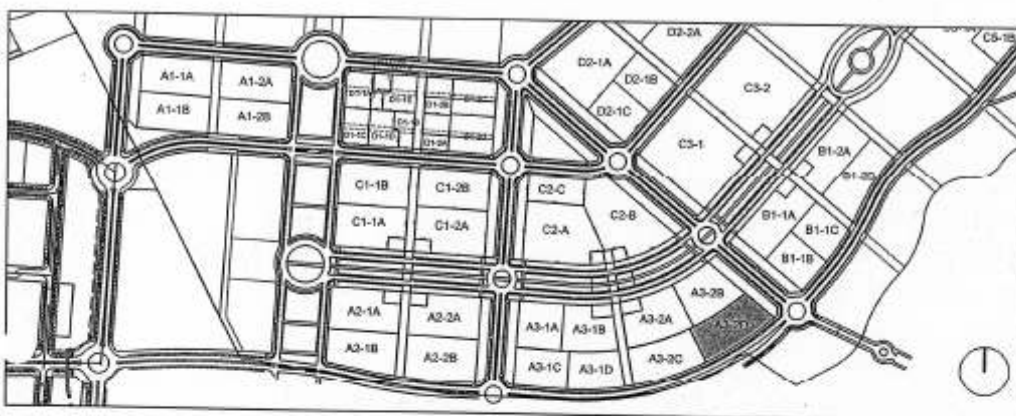 D2-2A
C5-1B
D2-1A
D2-1B
D2-1C
C3-2
A1-1A
A1-2A
A1-1B
A1-2B
C3-1
B1-2A
B1-2D
C1-1B
C1-2B
C2-C
C1-1A
C1-2A
C2-A
C2-B
B1-1A
B1-1C
B1-1B
A3-2B
A2-1A
A2-2A
A3-1A
A3-1B
A3-2A
A2-1B
A2-2B
A3-1C
A3-1D
A3-2C